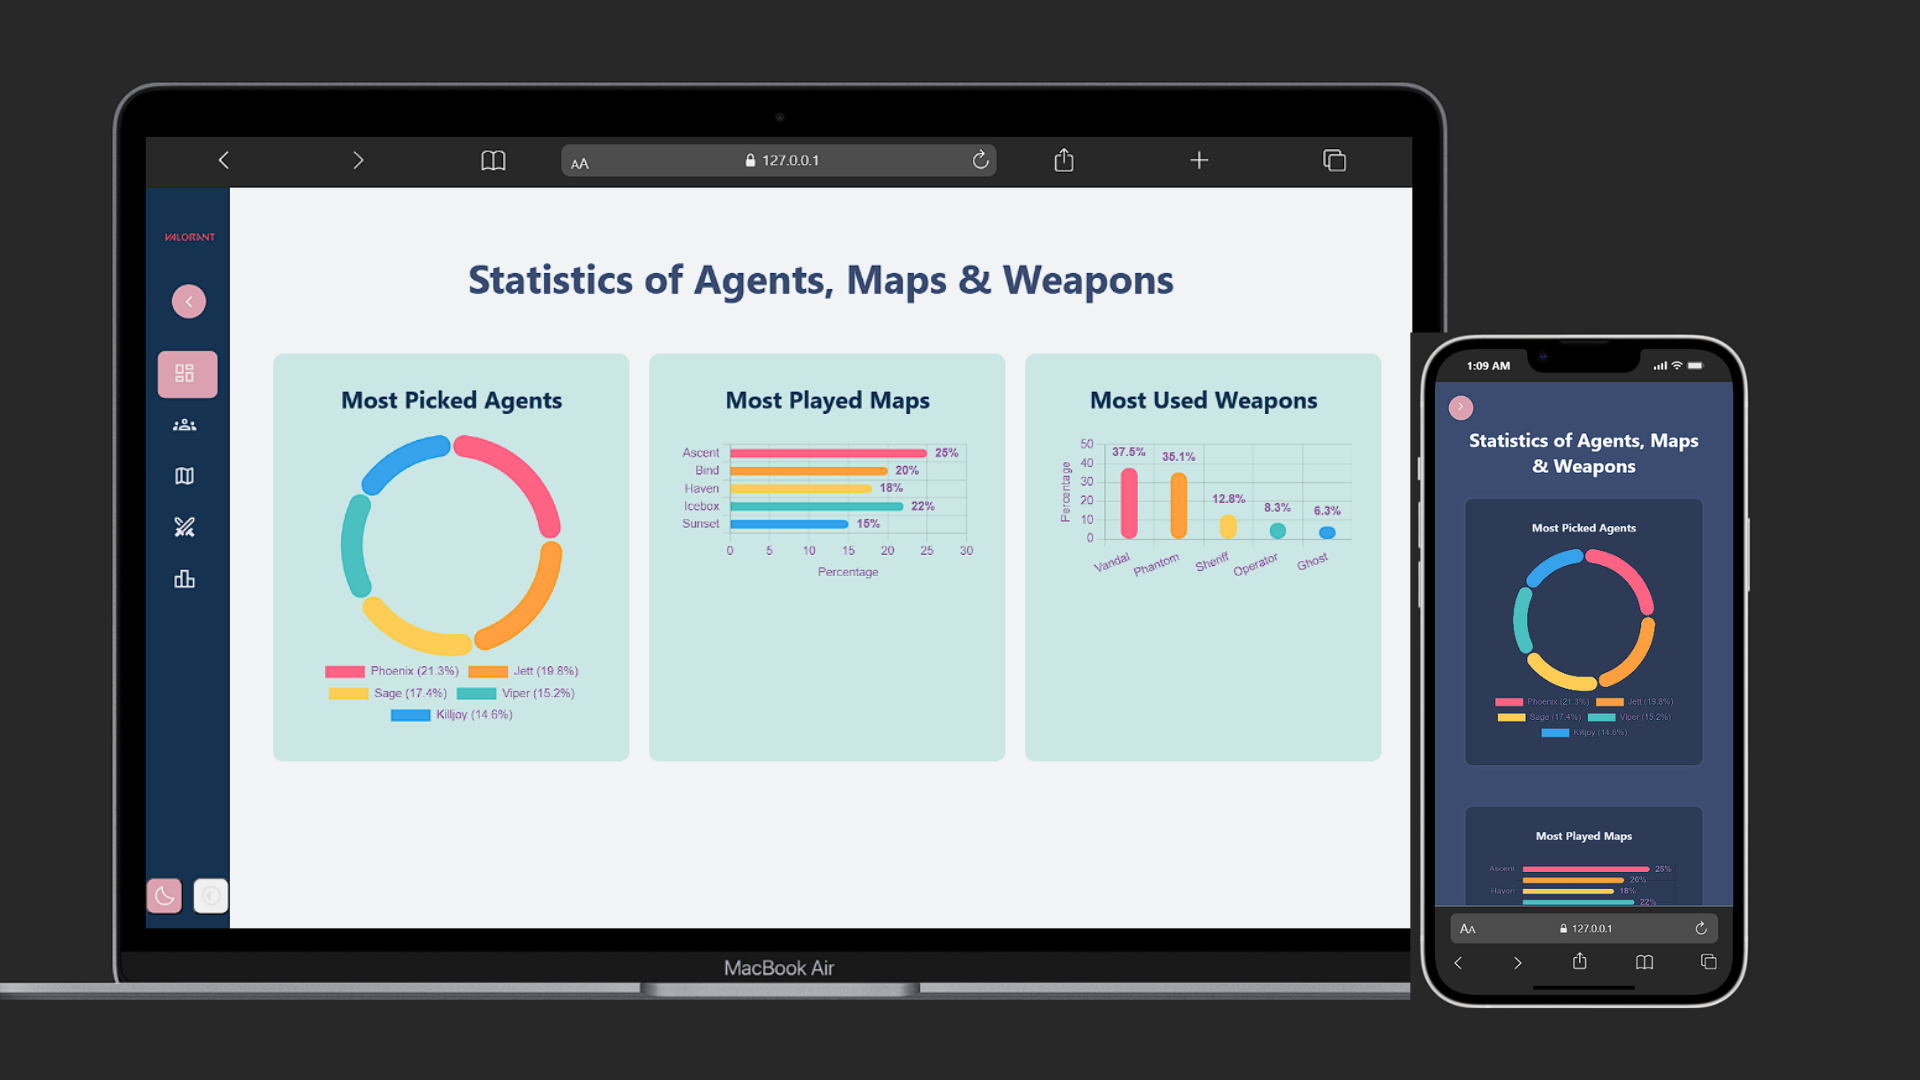 AA
127.0.0.1
VALORANT
Statistics of Agents, Maps & Weapons
Most Picked Agents
Phoenix (21.3%)
Jett (19.8%)
Sage (17.4%)
Viper (15.2%)
Killjoy (14.6%)
Most Played Maps
Ascent
25%
Bind
20%
Haven
18%
Icebox
22%
Sunset
15%
0 5 10 15 20 25 30
Percentage
Most Used Weapons
Percentage
50
40
30
20
10
0
37.5%
35.1%
12.8%
8.3%
6.3%
Vandal
Phantom
Sheriff
Operator
Ghost
MacBook Air
1:09 AM
Statistics of Agents, Maps
& Weapons
Most Picked Agents
Phoenix (21.3%)
Jett (19.8%)
Sage (17.4%)
Viper (15.2%)
Killjoy (14.6%)
Most Played Maps
Ascent
25%
20%
Haven
18%
22%
AA
127.0.0.1